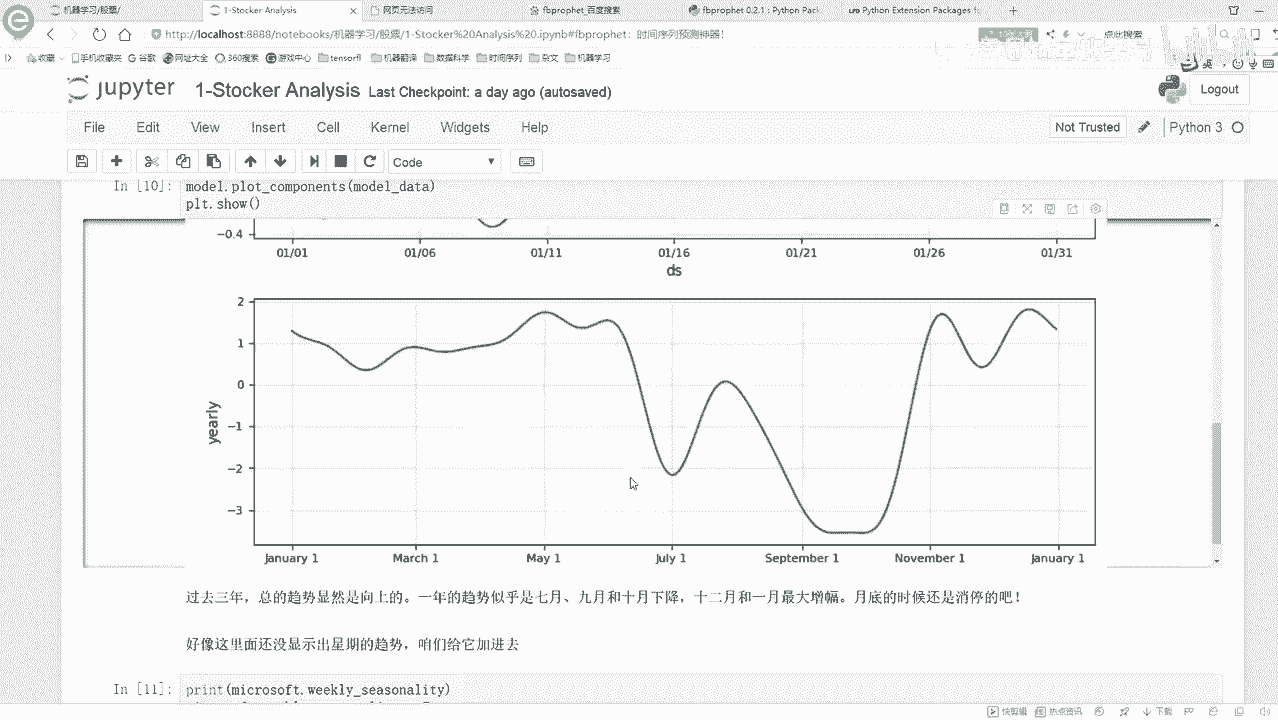 机器学习/股票/
1-Stocker Analysis
网页无法访问
fbprophet_百度搜索
fbprophet 0.2.1 : Python Pack
Python Extension Packages fo
http://localhost:8888/notebooks/机器学习/股票/1-Stocker%20Analysis%20.ipynb#fbprophet：时间序列预测神器！
点此搜索
收藏 手机收藏夹 谷歌 网址大全 360搜索 游戏中心 tensorfl 机器翻译 数据科学 时间序列 杂文 机器学习
jupyter 1-Stocker Analysis Last Checkpoint: a day ago (autosaved)
Logout
File Edit View Insert Cell Kernel Widgets Help
Not Trusted
Python 3
Code
In [10]: model.plot_components(model_data)
plt.show()
−0.4
01/01 01/06 01/11 01/16 01/21 01/26 01/31
ds
2
1
0
−1
−2
−3
yearly
January 1 March 1 May 1 July 1 September 1 November 1 January 1
过去三年，总的趋势显然是向上的。一年的趋势似乎是七月、九月和十月下降，十二月和一月最大增幅。月底的时候还是消停的吧！
好像这里面还没显示出星期的趋势，咱们给它加进去
In [11]: print(microsoft.weekly_seasonality)
快剪辑 热点资讯 下载